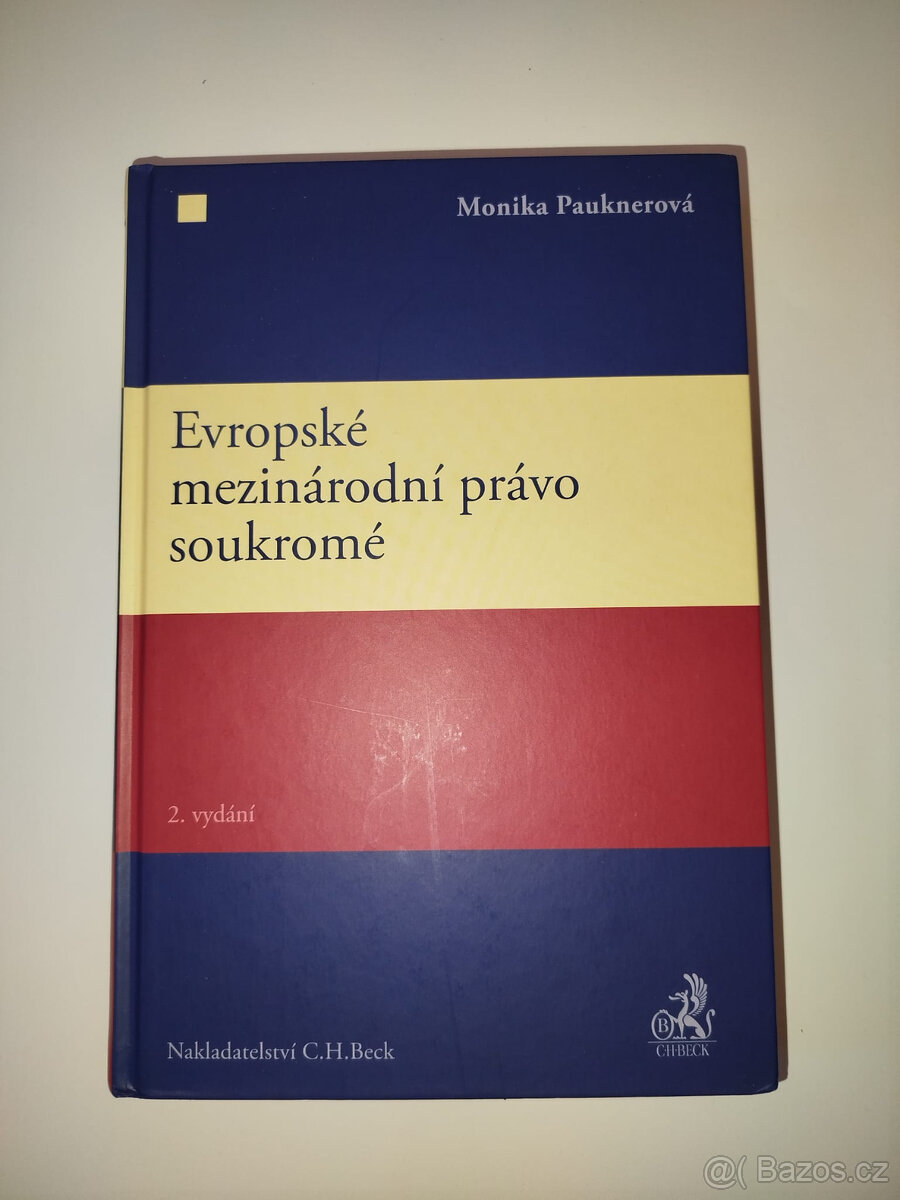 Monika Pauknerová
Evropské
mezinárodní právo
soukromé
2. vydání
B
C·H·BECK
Nakladatelství C.H.Beck
@( Bazos.cz